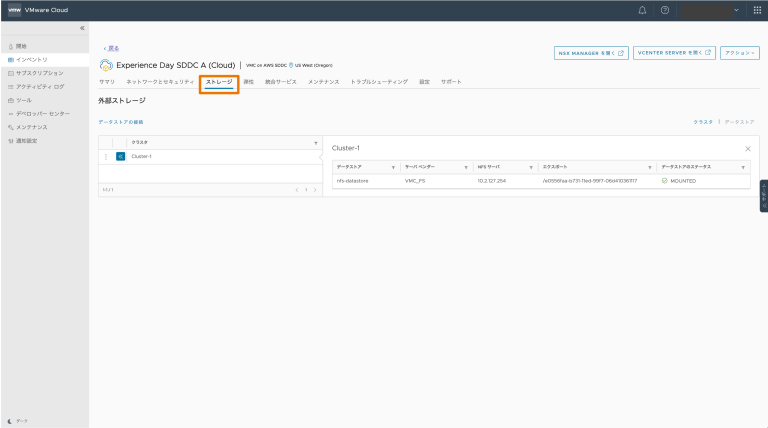 vmw VMware Cloud
開始
インベントリ
サブスクリプション
アクティビティ ログ
ツール
デベロッパー センター
メンテナンス
通知設定
ダーク
戻る
Experience Day SDDC A (Cloud) | VMC on AWS SDDC US West (Oregon)
NSX MANAGER を開く
VCENTER SERVER を開く
アクション
サマリ ネットワークとセキュリティ ストレージ 弾性 統合サービス メンテナンス トラブルシューティング 設定 サポート
外部ストレージ
データストアの接続
クラスタ | データストア
クラスタ
Cluster-1
1の1/1
Cluster-1
データストア サーバ ベンダー NFS サーバ エクスポート データストアのステータス
nfs-datastore VMC_FS 10.2.127.254 MOUNTED